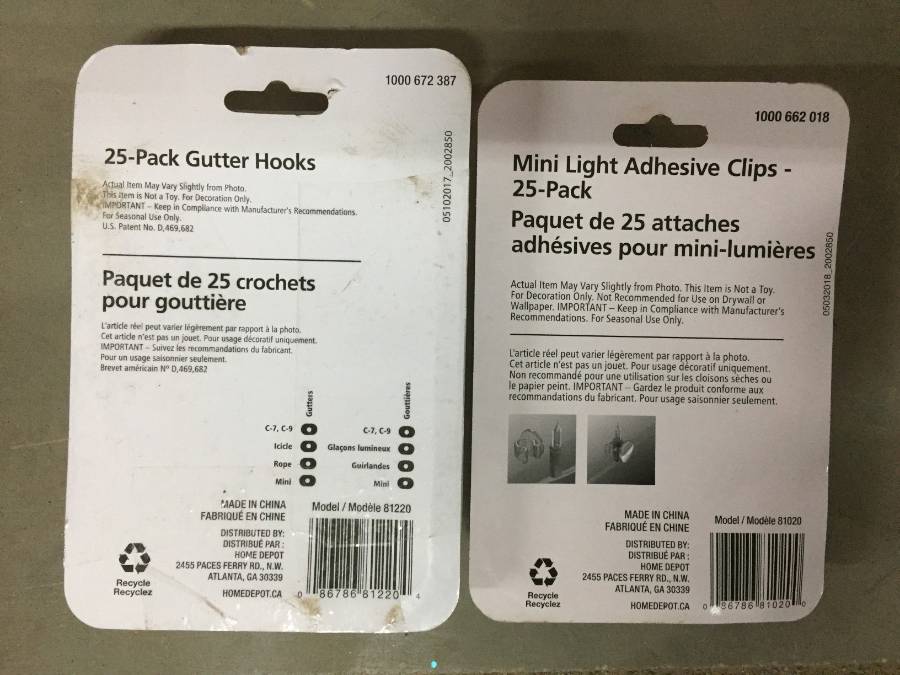 1000 672 387
25-Pack Gutter Hooks
Actual Item May Vary Slightly from Photo.
This Item is Not a Toy. For Decoration Only.
IMPORTANT – Keep in Compliance with Manufacturer's Recommendations.
For Seasonal Use Only.
U.S. Patent No. D,469,682
05102017_2002850
Paquet de 25 crochets
pour gouttière
L'article réel peut varier légèrement par rapport à la photo.
Cet article n'est pas un jouet. Pour usage décoratif uniquement.
IMPORTANT – Suivez les recommandations du fabricant.
Pour un usage saisonnier seulement.
Brevet américain Nº D,469,682
Gutters
C-7, C-9
Icicle
Rope
Mini
Gouttières
C-7, C-9
Glaçons lumineux
Guirlandes
Mini
MADE IN CHINA
FABRIQUÉ EN CHINE
DISTRIBUTED BY:
DISTRIBUÉ PAR :
HOME DEPOT
2455 PACES FERRY RD., N.W.
ATLANTA, GA 30339
HOMEDEPOT.CA
Recycle
Recyclez
Model / Modèle 81220
0 86786 81220 4
1000 662 018
Mini Light Adhesive Clips -
25-Pack
Paquet de 25 attaches
adhésives pour mini-lumières
05032018_2002850
Actual Item May Vary Slightly from Photo. This Item is Not a Toy.
For Decoration Only. Not Recommended for Use on Drywall or
Wallpaper. IMPORTANT – Keep in Compliance with Manufacturer's
Recommendations. For Seasonal Use Only.
L'article réel peut varier légèrement par rapport à la photo.
Cet article n'est pas un jouet. Pour usage décoratif uniquement.
Non recommandé pour une utilisation sur les cloisons sèches ou
le papier peint. IMPORTANT – Gardez le produit conforme aux
recommandations du fabricant. Pour usage saisonnier seulement.
MADE IN CHINA
FABRIQUÉ EN CHINE
DISTRIBUTED BY:
DISTRIBUÉ PAR :
HOME DEPOT
2455 PACES FERRY RD., N.W.
ATLANTA, GA 30339
HOMEDEPOT.CA
Recycle
Recyclez
Model / Modèle 81020
0 86786 81020 0